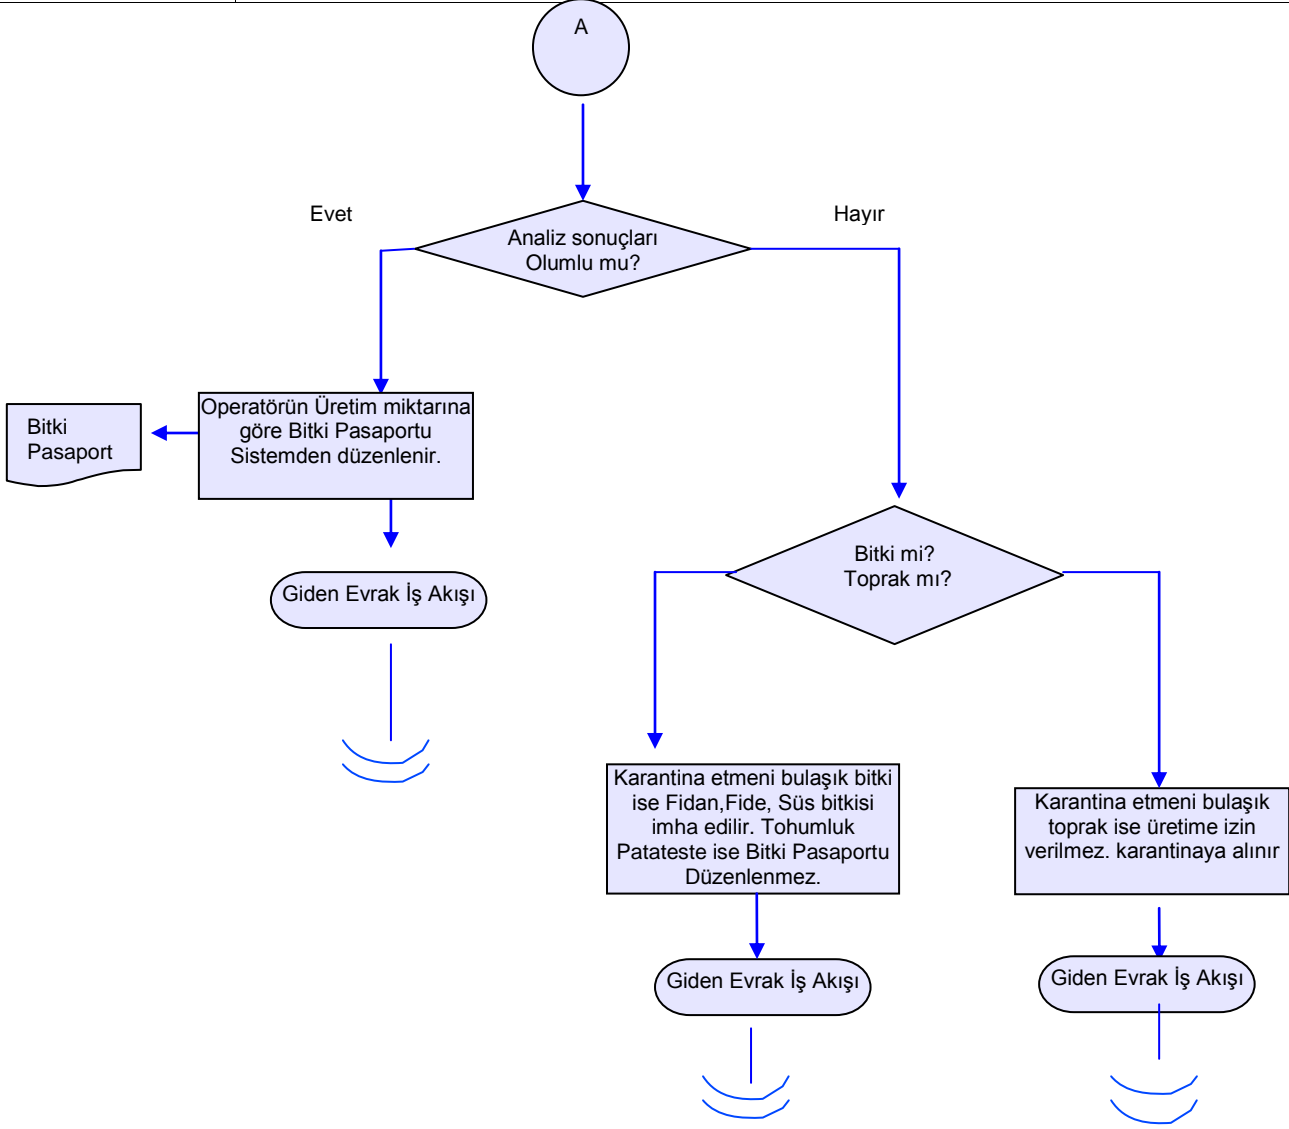 A
Evet
Hayır
Analiz sonuçları
Olumlu mu?
Operatörün Üretim miktarına
göre Bitki Pasaportu
Sistemden düzenlenir.
Bitki
Pasaport
Giden Evrak İş Akışı
Bitki mi?
Toprak mı?
Karantina etmeni bulaşık bitki
ise Fidan,Fide, Süs bitkisi
imha edilir. Tohumluk
Patateste ise Bitki Pasaportu
Düzenlenmez.
Karantina etmeni bulaşık
toprak ise üretime izin
verilmez. karantinaya alınır
Giden Evrak İş Akışı
Giden Evrak İş Akışı